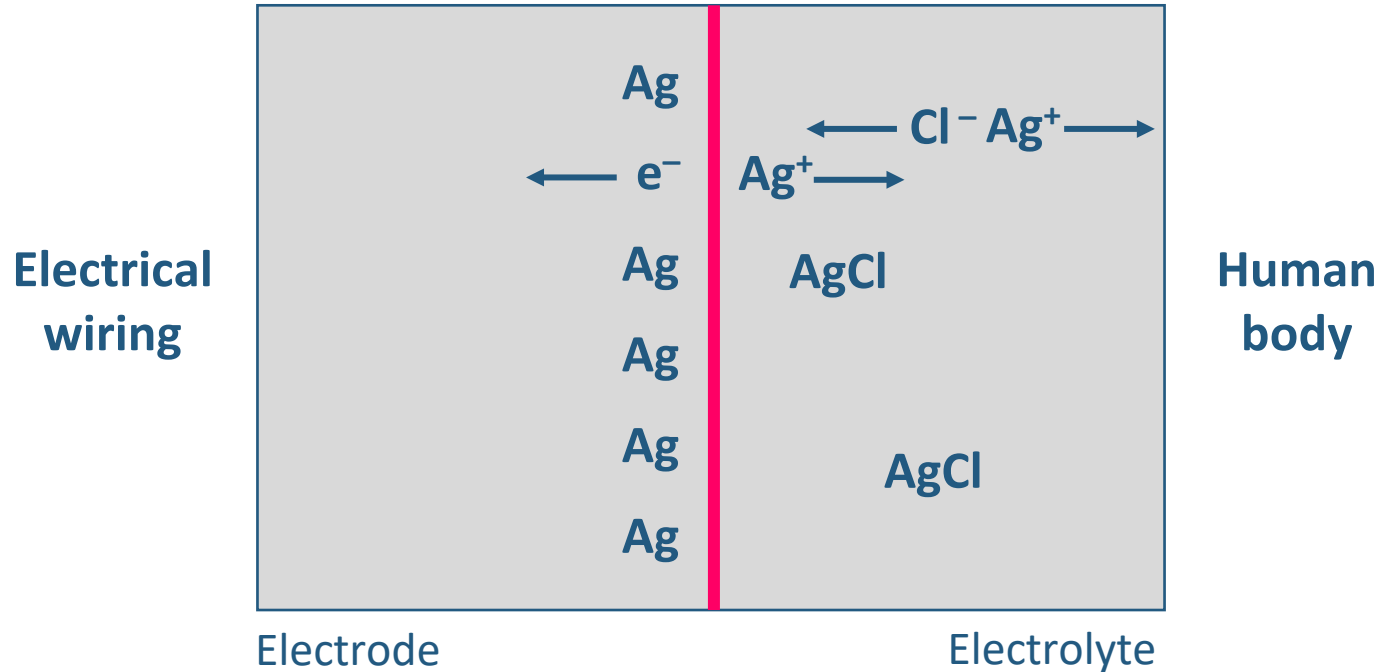 Ag
Cl⁻ Ag⁺
e⁻ Ag⁺
Electrical
wiring
Ag
AgCl
Human
body
Ag
Ag
AgCl
Ag
Electrode
Electrolyte